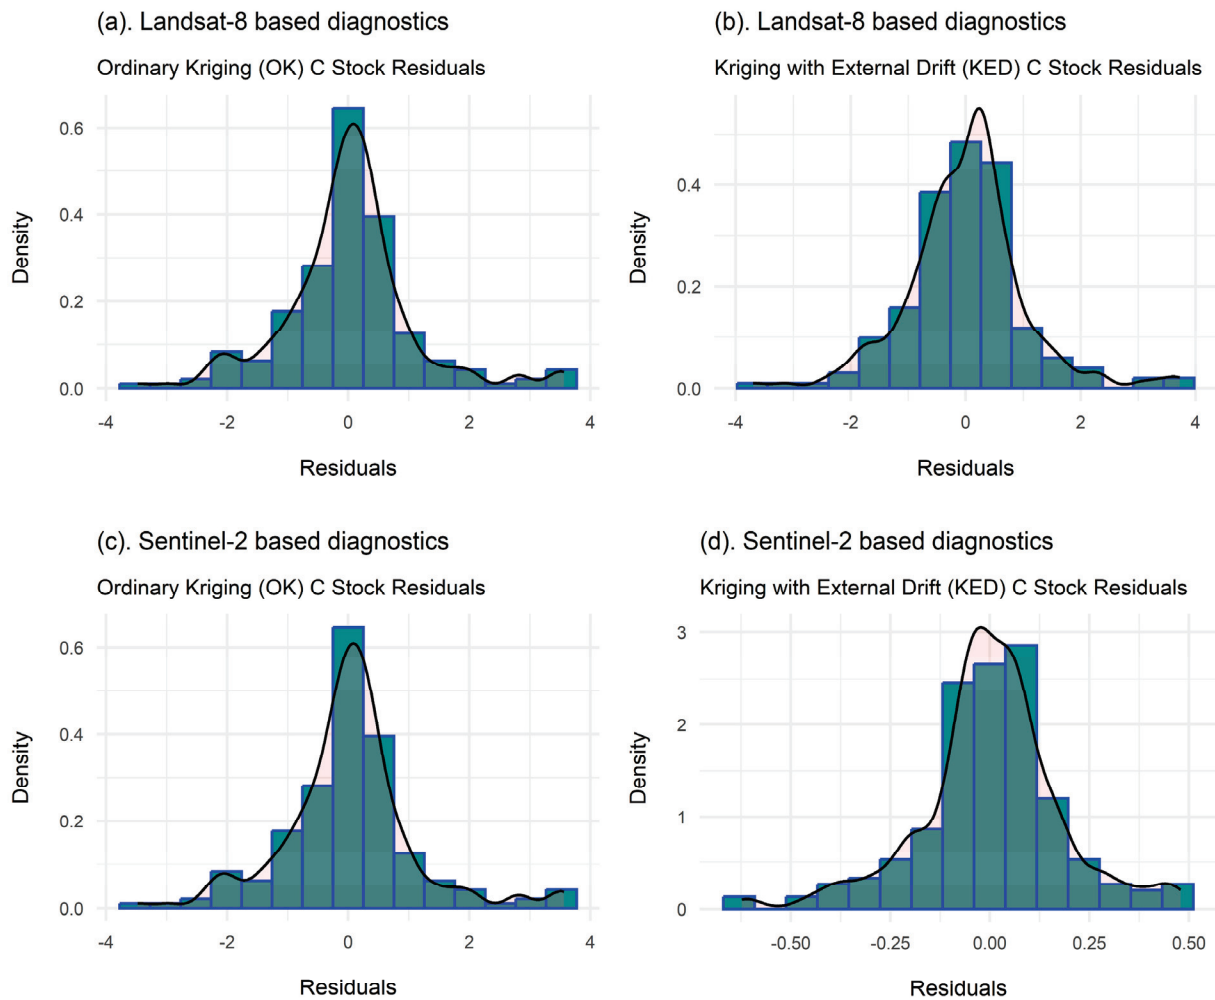 (a). Landsat-8 based diagnostics
Ordinary Kriging (OK) C Stock Residuals
Density
0.6
0.4
0.2
0.0
-4 -2 0 2 4
Residuals
(b). Landsat-8 based diagnostics
Kriging with External Drift (KED) C Stock Residuals
Density
0.4
0.2
0.0
-4 -2 0 2 4
Residuals
(c). Sentinel-2 based diagnostics
Ordinary Kriging (OK) C Stock Residuals
Density
0.6
0.4
0.2
0.0
-4 -2 0 2 4
Residuals
(d). Sentinel-2 based diagnostics
Kriging with External Drift (KED) C Stock Residuals
Density
3
2
1
0
-0.50 -0.25 0.00 0.25 0.50
Residuals